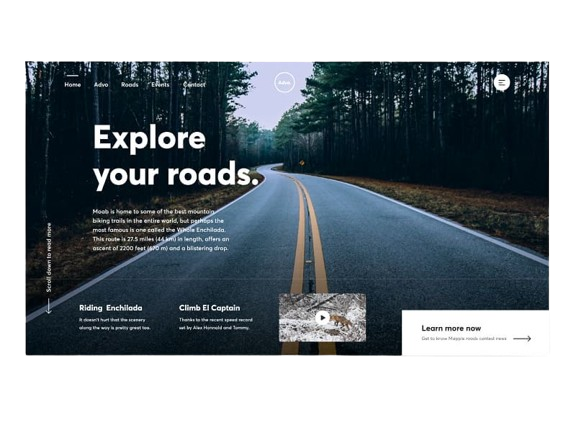 Home Advo Roads Events Contact
Explore
your roads.
Moab is home to some of the best mountain
biking trails in the entire world, but perhaps the
most famous is one called the Whole Enchilada.
This route is 27.5 miles (44 km) in length, offers an
ascent of 2200 feet (670 m) and a blistering drop.
Scroll down to read more
Riding Enchilada
It doesn't hurt that the scenery
along the way is pretty great too.
Climb El Capitan
Thanks to the recent speed record
set by Alex Honnold and Tommy.
Learn more now
Get to know Mappia moab contact news